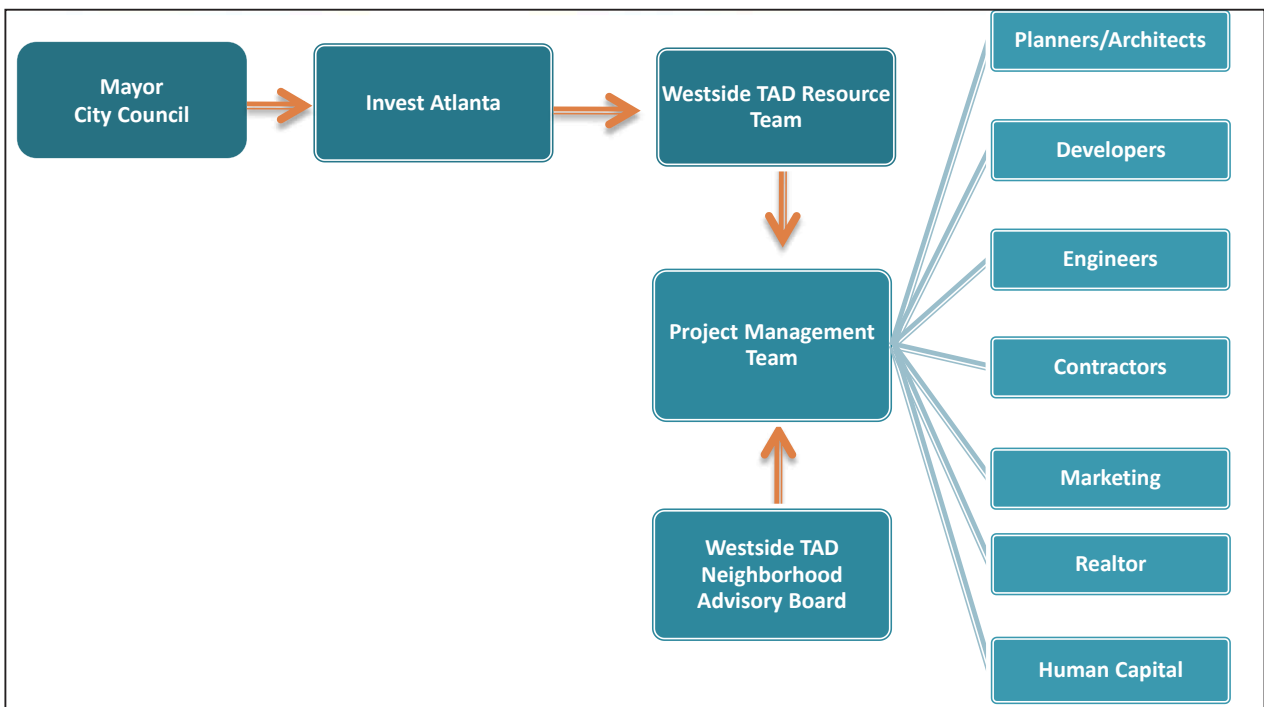 Mayor
City Council
Invest Atlanta
Westside TAD Resource
Team
Project Management
Team
Westside TAD
Neighborhood
Advisory Board
Planners/Architects
Developers
Engineers
Contractors
Marketing
Realtor
Human Capital